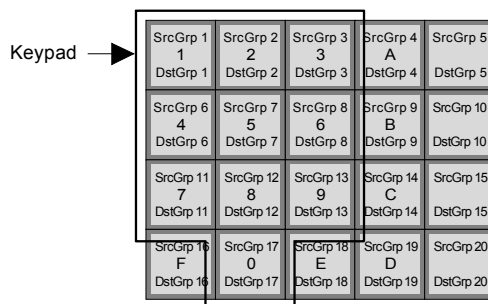 Keypad
SrcGrp 1 SrcGrp 2 SrcGrp 3 SrcGrp 4 SrcGrp 5
1 2 3 A
DstGrp 1 DstGrp 2 DstGrp 3 DstGrp 4 DstGrp 5
SrcGrp 6 SrcGrp 7 SrcGrp 8 SrcGrp 9 SrcGrp 10
4 5 6 B
DstGrp 6 DstGrp 7 DstGrp 8 DstGrp 9 DstGrp 10
SrcGrp 11 SrcGrp 12 SrcGrp 13 SrcGrp 14 SrcGrp 15
7 8 9 C
DstGrp 11 DstGrp 12 DstGrp 13 DstGrp 14 DstGrp 15
SrcGrp 16 SrcGrp 17 SrcGrp 18 SrcGrp 19 SrcGrp 20
F 0 E D
DstGrp 16 DstGrp 17 DstGrp 18 DstGrp 19 DstGrp 20